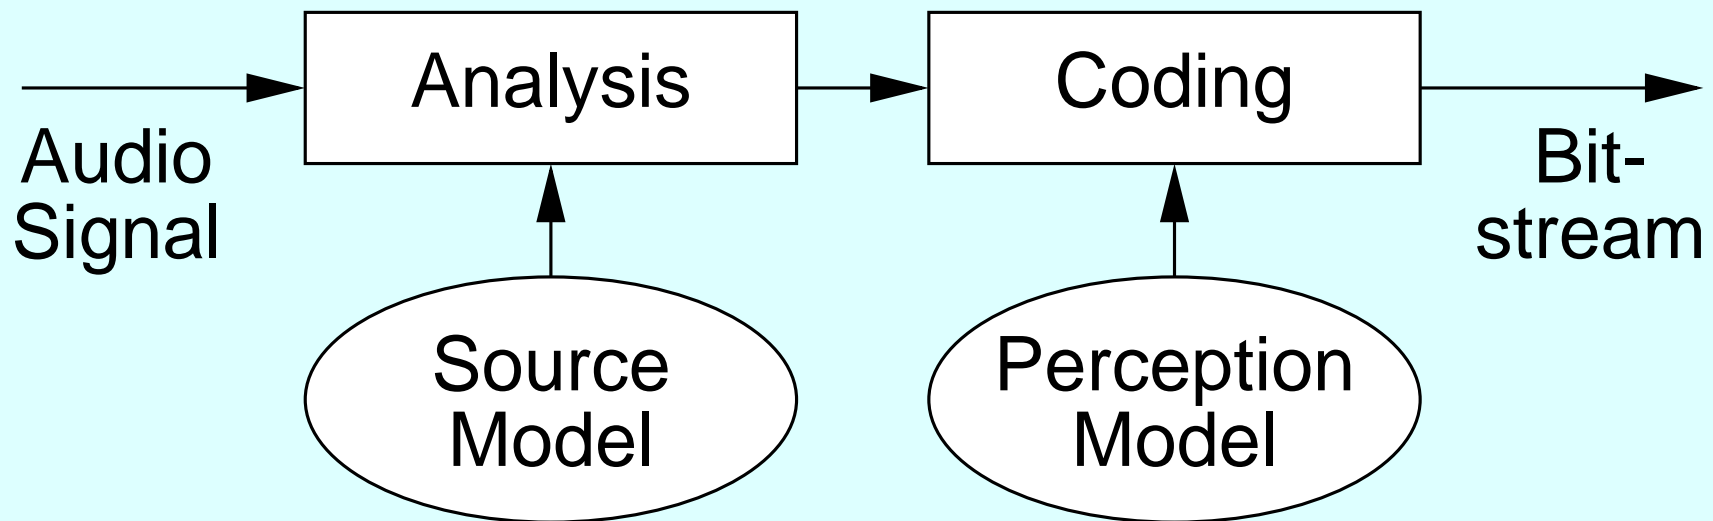 Analysis
Coding
Audio
Signal
Bit-
stream
Source
Model
Perception
Model